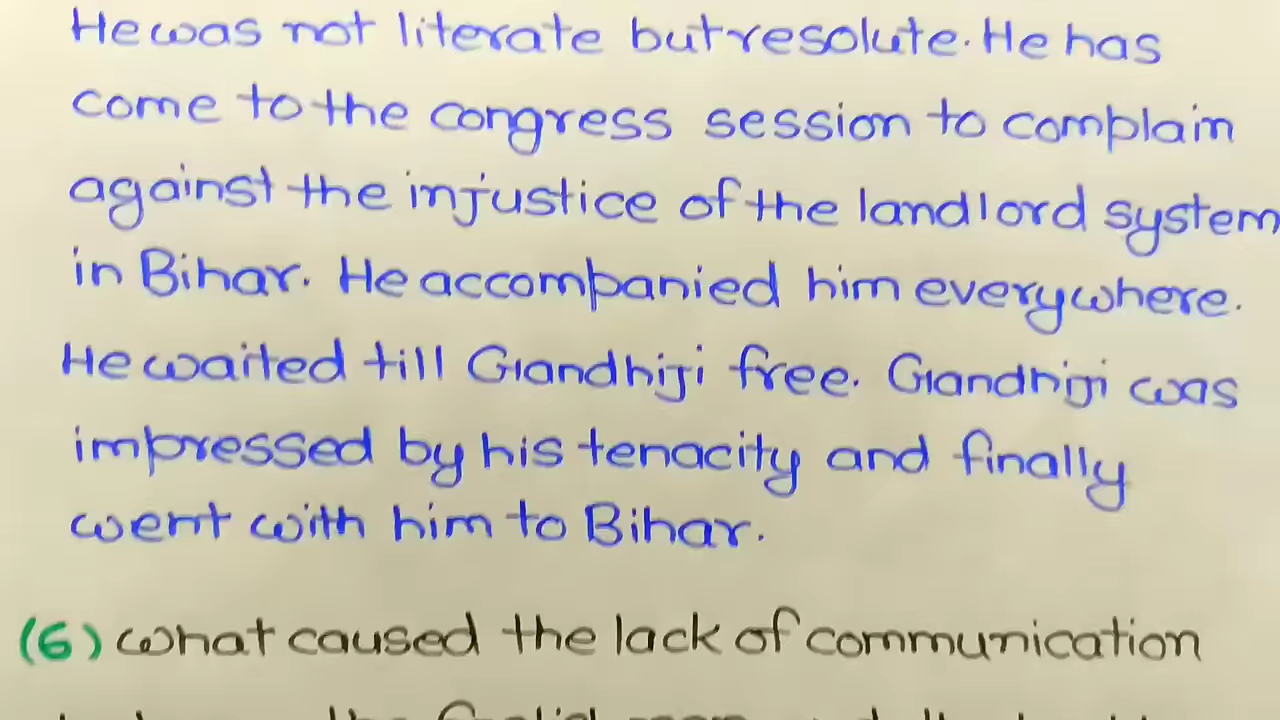 He was not literate but resolute. He has
come to the congress session to complain
against the injustice of the landlord system
in Bihar. He accompanied him everywhere.
He waited till Gandhiji free. Gandhiji was
impressed by his tenacity and finally
went with him to Bihar.
(6) what caused the lack of communication
the English